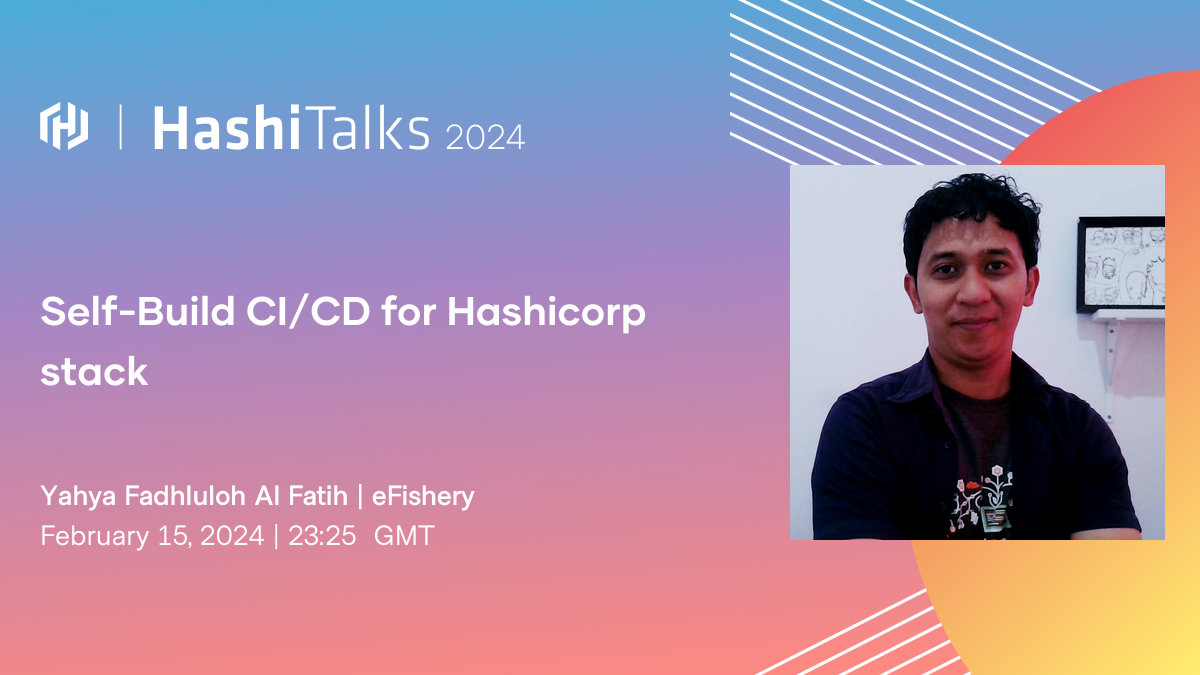 HashiTalks 2024
Self-Build CI/CD for Hashicorp
stack
Yahya Fadhluloh Al Fatih | eFishery
February 15, 2024 | 23:25 GMT